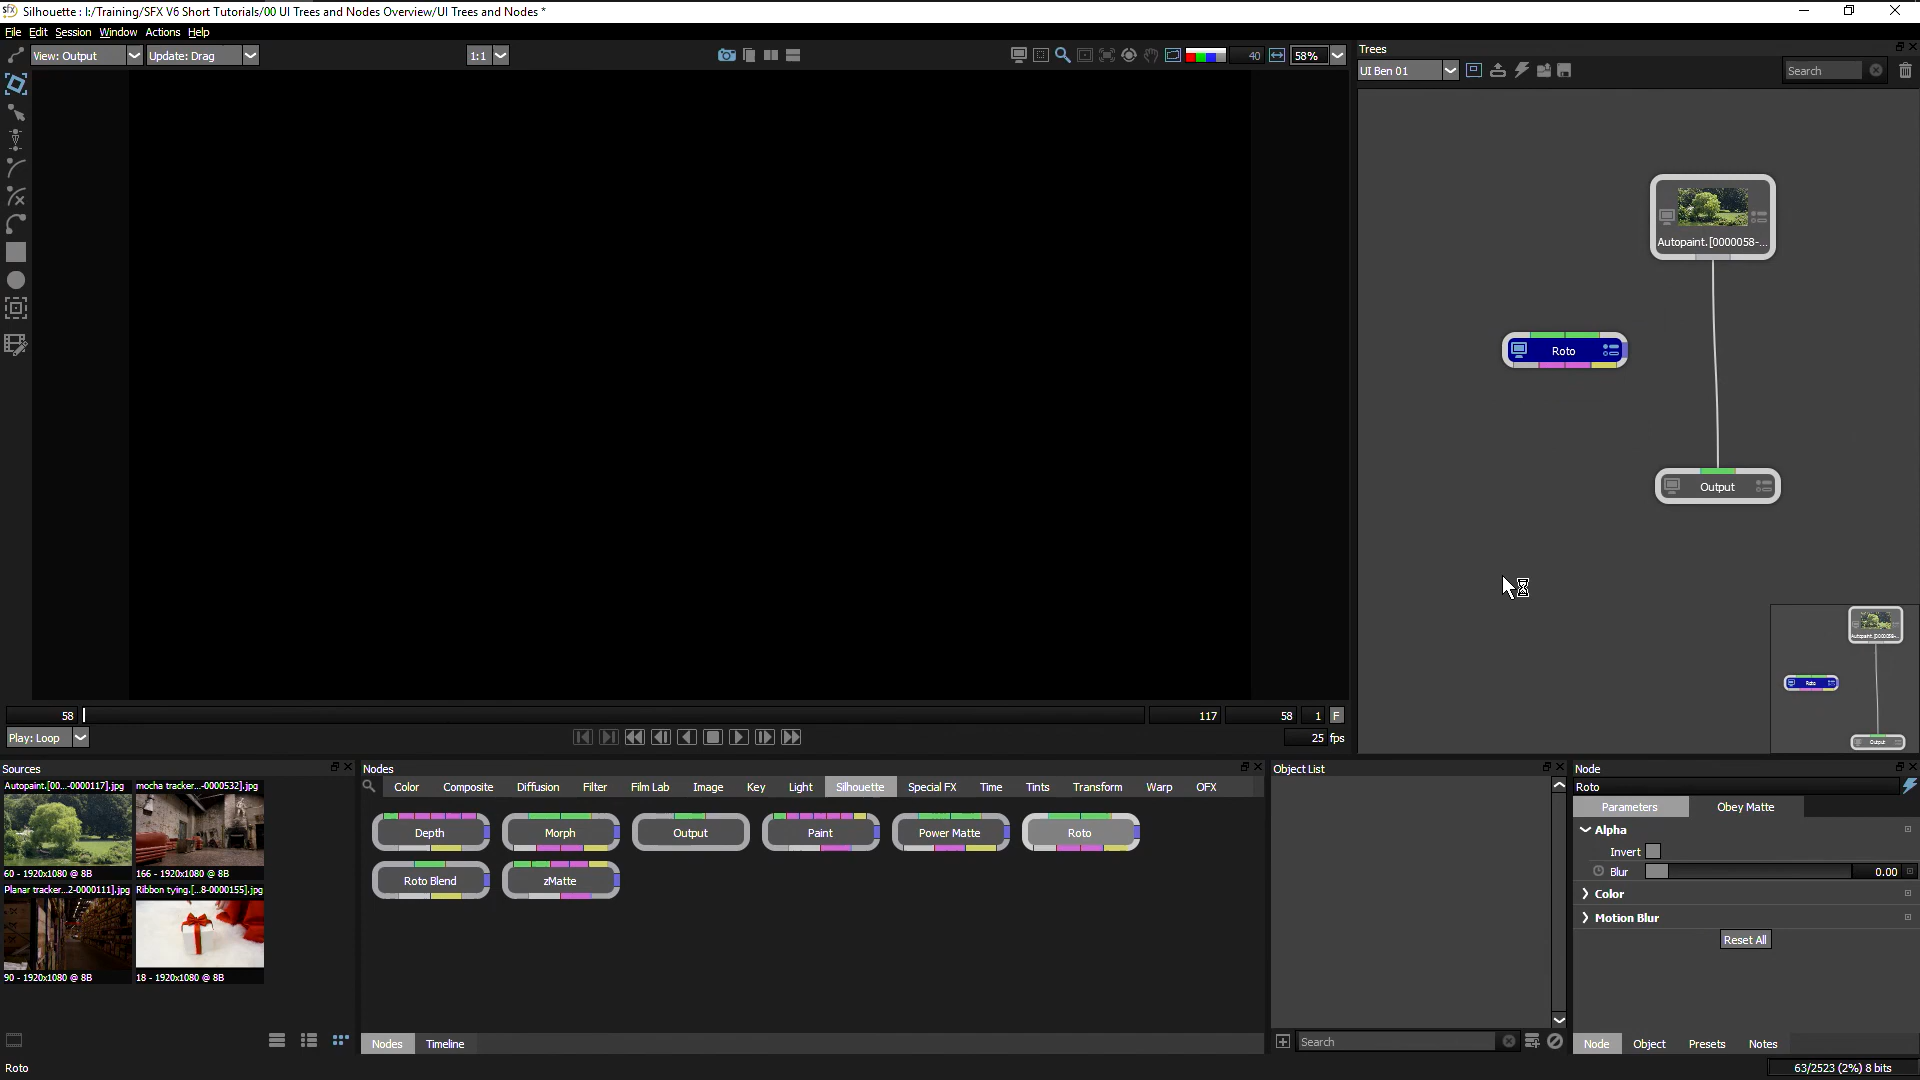 Silhouette : I:/Training/SFX V6 Short Tutorials/00 UI Trees and Nodes Overview/UI Trees and Nodes *
File Edit Session Window Actions Help
View: Output Update: Drag 1:1 40 58%
Trees
UI Ben 01 Search
Autopaint.[0000058-...
Roto
Output
Roto
Output
58 117 58 1 F
Play: Loop 25 fps
Sources
Autopaint.[00...-0000117].jpg mocha tracker...-0000532].jpg
60 - 1920x1080 @ 8B 166 - 1920x1080 @ 8B
Planar tracker...2-0000111].jpg Ribbon tying.[...8-0000155].jpg
90 - 1920x1080 @ 8B 18 - 1920x1080 @ 8B
Nodes
Color Composite Diffusion Filter Film Lab Image Key Light Silhouette Special FX Time Tints Transform Warp OFX
Depth Morph Output Paint Power Matte Roto
Roto Blend zMatte
Nodes Timeline
Object List
Search
Node
Roto
Parameters Obey Matte
Alpha
Invert
Blur 0.00
Color
Motion Blur
Reset All
Node Object Presets Notes
Roto
63/2523 (2%) 8 bits